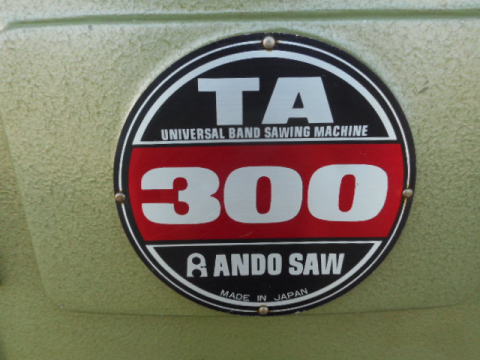 TA
UNIVERSAL BAND SAWING MACHINE
300
ANDO SAW
MADE IN JAPAN